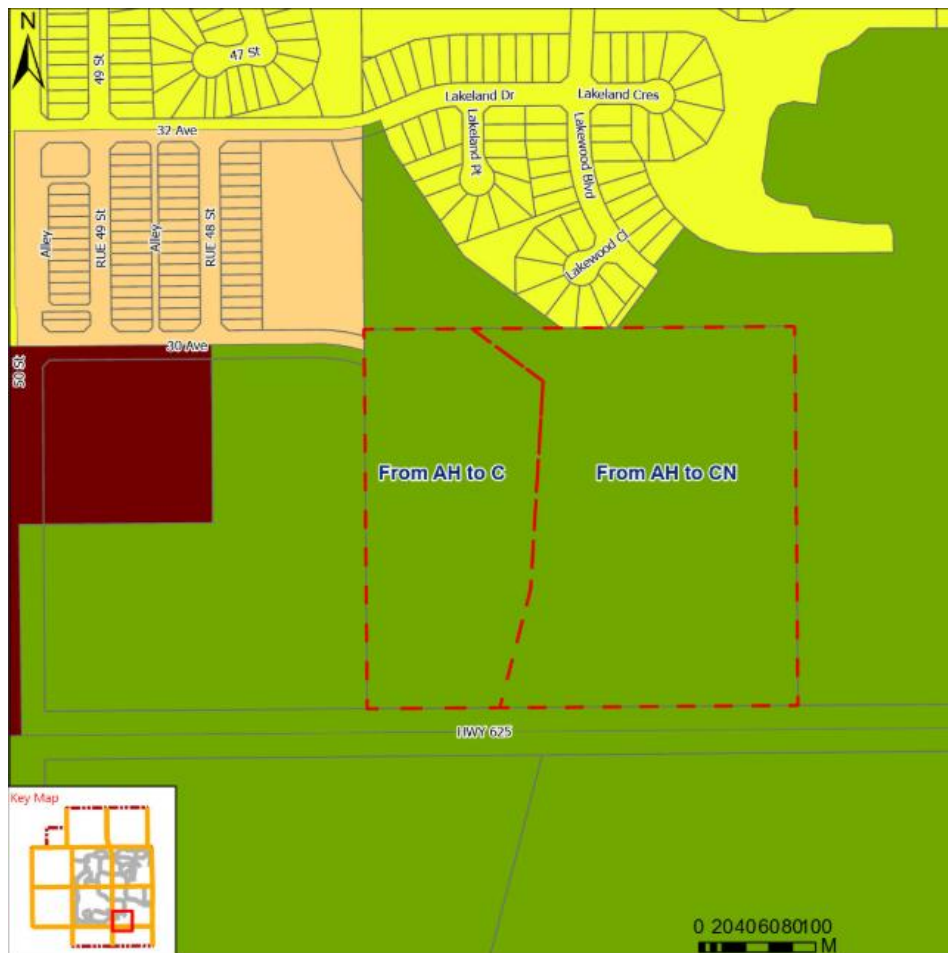 N
49 St
47 St
Lakeland Dr
Lakeland Cres
32 Ave
Lakeland Pt
Lakewood Blvd
Alley
RUE 49 St
Alley
RUE 48 St
Lakewood Cl
30 Ave
50 St
From AH to C
From AH to CN
HWY 625
Key Map
0 20406080100
M